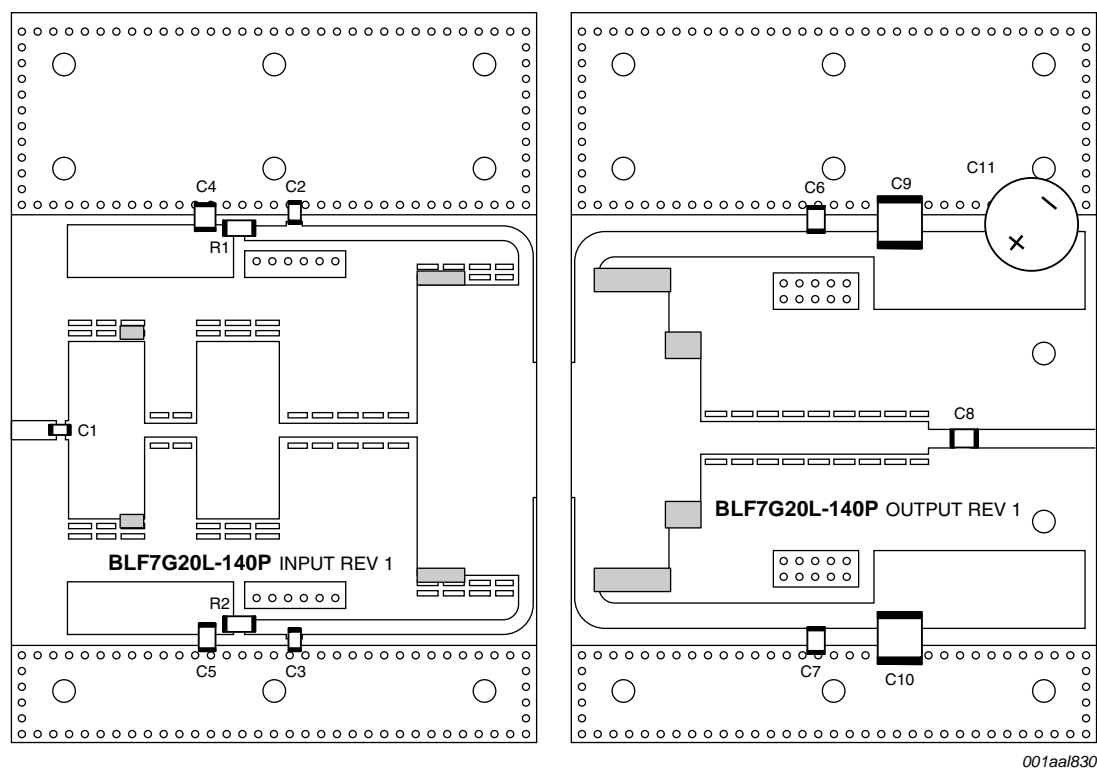 C4
C2
R1
C6
C9
C11
C1
C8
BLF7G20L-140P OUTPUT REV 1
BLF7G20L-140P INPUT REV 1
R2
C5
C3
C7
C10
001aal830